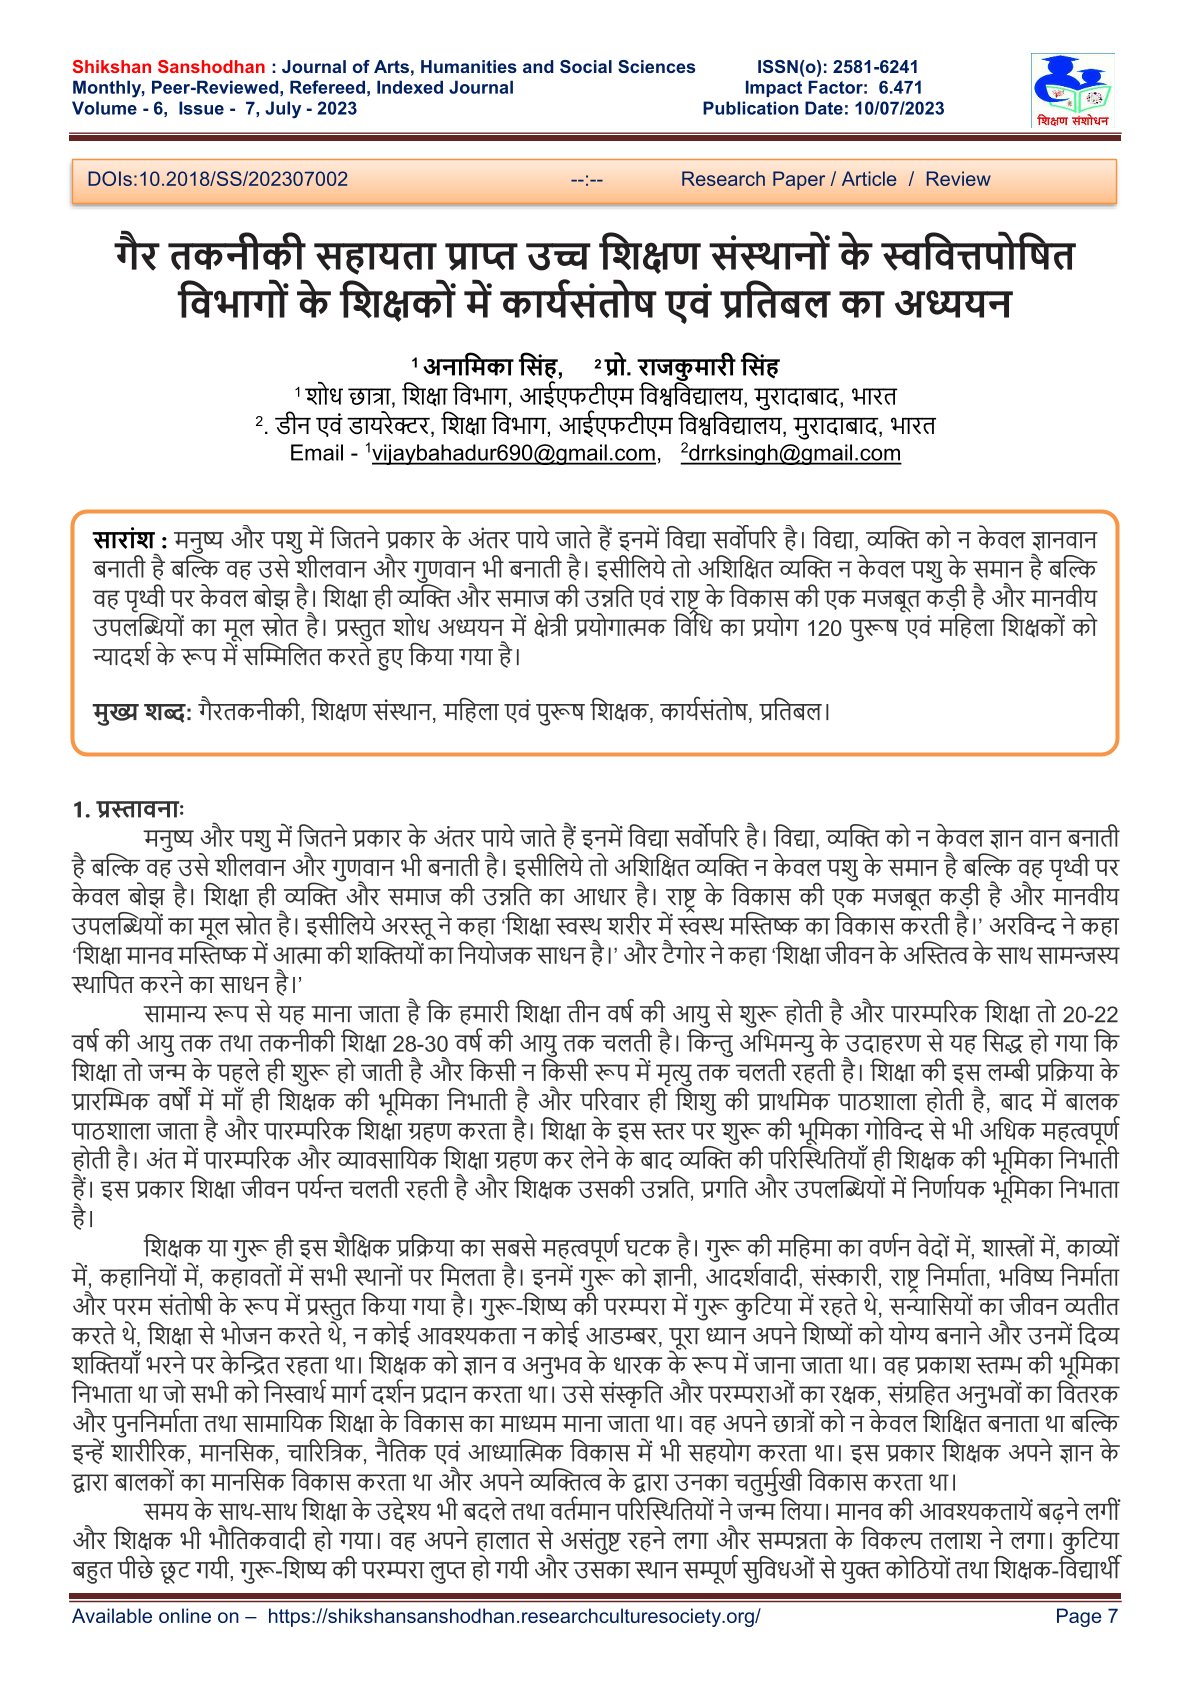 Shikshan Sanshodhan : Journal of Arts, Humanities and Social Sciences ISSN(o): 2581-6241
Monthly, Peer-Reviewed, Refereed, Indexed Journal Impact Factor: 6.471
Volume - 6, Issue - 7, July - 2023 Publication Date: 10/07/2023
शिक्षण संशोधन
DOIs:10.2018/SS/202307002 --:-- Research Paper / Article / Review
गैर तकनीकी सहायता प्राप्त उच्च शिक्षण संस्थानों के स्ववित्तपोषित
विभागों के शिक्षकों में कार्यसंतोष एवं प्रतिबल का अध्ययन
¹ अनामिका सिंह, ² प्रो. राजकुमारी सिंह
¹ शोध छात्रा, शिक्षा विभाग, आईएफटीएम विश्वविद्यालय, मुरादाबाद, भारत
². डीन एवं डायरेक्टर, शिक्षा विभाग, आईएफटीएम विश्वविद्यालय, मुरादाबाद, भारत
Email - ¹vijaybahadur690@gmail.com, ²drrksingh@gmail.com
सारांश : मनुष्य और पशु में जितने प्रकार के अंतर पाये जाते हैं इनमें विद्या सर्वोपरि है। विद्या, व्यक्ति को न केवल ज्ञानवान
बनाती है बल्कि वह उसे शीलवान और गुणवान भी बनाती है। इसीलिये तो अशिक्षित व्यक्ति न केवल पशु के समान है बल्कि
वह पृथ्वी पर केवल बोझ है। शिक्षा ही व्यक्ति और समाज की उन्नति एवं राष्ट्र के विकास की एक मजबूत कड़ी है और मानवीय
उपलब्धियों का मूल स्रोत है। प्रस्तुत शोध अध्ययन में क्षेत्री प्रयोगात्मक विधि का प्रयोग 120 पुरूष एवं महिला शिक्षकों को
न्यादर्श के रूप में सम्मिलित करते हुए किया गया है।
मुख्य शब्द: गैरतकनीकी, शिक्षण संस्थान, महिला एवं पुरूष शिक्षक, कार्यसंतोष, प्रतिबल।
1. प्रस्तावनाः
मनुष्य और पशु में जितने प्रकार के अंतर पाये जाते हैं इनमें विद्या सर्वोपरि है। विद्या, व्यक्ति को न केवल ज्ञान वान बनाती
है बल्कि वह उसे शीलवान और गुणवान भी बनाती है। इसीलिये तो अशिक्षित व्यक्ति न केवल पशु के समान है बल्कि वह पृथ्वी पर
केवल बोझ है। शिक्षा ही व्यक्ति और समाज की उन्नति का आधार है। राष्ट्र के विकास की एक मजबूत कड़ी है और मानवीय
उपलब्धियों का मूल स्रोत है। इसीलिये अरस्तू ने कहा ‘शिक्षा स्वस्थ शरीर में स्वस्थ मस्तिष्क का विकास करती है।’ अरविन्द ने कहा
‘शिक्षा मानव मस्तिष्क में आत्मा की शक्तियों का नियोजक साधन है।’ और टैगोर ने कहा ‘शिक्षा जीवन के अस्तित्व के साथ सामन्जस्य
स्थापित करने का साधन है।’
सामान्य रूप से यह माना जाता है कि हमारी शिक्षा तीन वर्ष की आयु से शुरू होती है और पारम्परिक शिक्षा तो 20-22
वर्ष की आयु तक तथा तकनीकी शिक्षा 28-30 वर्ष की आयु तक चलती है। किन्तु अभिमन्यु के उदाहरण से यह सिद्ध हो गया कि
शिक्षा तो जन्म के पहले ही शुरू हो जाती है और किसी न किसी रूप में मृत्यु तक चलती रहती है। शिक्षा की इस लम्बी प्रक्रिया के
प्रारम्भिक वर्षों में माँ ही शिक्षक की भूमिका निभाती है और परिवार ही शिशु की प्राथमिक पाठशाला होती है, बाद में बालक
पाठशाला जाता है और पारम्परिक शिक्षा ग्रहण करता है। शिक्षा के इस स्तर पर शुरू की भूमिका गोविन्द से भी अधिक महत्वपूर्ण
होती है। अंत में पारम्परिक और व्यावसायिक शिक्षा ग्रहण कर लेने के बाद व्यक्ति की परिस्थितियाँ ही शिक्षक की भूमिका निभाती
हैं। इस प्रकार शिक्षा जीवन पर्यन्त चलती रहती है और शिक्षक उसकी उन्नति, प्रगति और उपलब्धियों में निर्णायक भूमिका निभाता
है।
शिक्षक या गुरू ही इस शैक्षिक प्रक्रिया का सबसे महत्वपूर्ण घटक है। गुरू की महिमा का वर्णन वेदों में, शास्त्रों में, काव्यों
में, कहानियों में, कहावतों में सभी स्थानों पर मिलता है। इनमें गुरू को ज्ञानी, आदर्शवादी, संस्कारी, राष्ट्र निर्माता, भविष्य निर्माता
और परम संतोषी के रूप में प्रस्तुत किया गया है। गुरू-शिष्य की परम्परा में गुरू कुटिया में रहते थे, सन्यासियों का जीवन व्यतीत
करते थे, शिक्षा से भोजन करते थे, न कोई आवश्यकता न कोई आडम्बर, पूरा ध्यान अपने शिष्यों को योग्य बनाने और उनमें दिव्य
शक्तियाँ भरने पर केन्द्रित रहता था। शिक्षक को ज्ञान व अनुभव के धारक के रूप में जाना जाता था। वह प्रकाश स्तम्भ की भूमिका
निभाता था जो सभी को निस्वार्थ मार्ग दर्शन प्रदान करता था। उसे संस्कृति और परम्पराओं का रक्षक, संग्रहित अनुभवों का वितरक
और पुननिर्माता तथा सामायिक शिक्षा के विकास का माध्यम माना जाता था। वह अपने छात्रों को न केवल शिक्षित बनाता था बल्कि
इन्हें शारीरिक, मानसिक, चारित्रिक, नैतिक एवं आध्यात्मिक विकास में भी सहयोग करता था। इस प्रकार शिक्षक अपने ज्ञान के
द्वारा बालकों का मानसिक विकास करता था और अपने व्यक्तित्व के द्वारा उनका चतुर्मुखी विकास करता था।
समय के साथ-साथ शिक्षा के उद्देश्य भी बदले तथा वर्तमान परिस्थितियों ने जन्म लिया। मानव की आवश्यकतायें बढ़ने लगीं
और शिक्षक भी भौतिकवादी हो गया। वह अपने हालात से असंतुष्ट रहने लगा और सम्पन्नता के विकल्प तलाश ने लगा। कुटिया
बहुत पीछे छूट गयी, गुरू-शिष्य की परम्परा लुप्त हो गयी और उसका स्थान सम्पूर्ण सुविधओं से युक्त कोठियों तथा शिक्षक-विद्यार्थी
Available online on – https://shikshansanshodhan.researchculturesociety.org/ Page 7